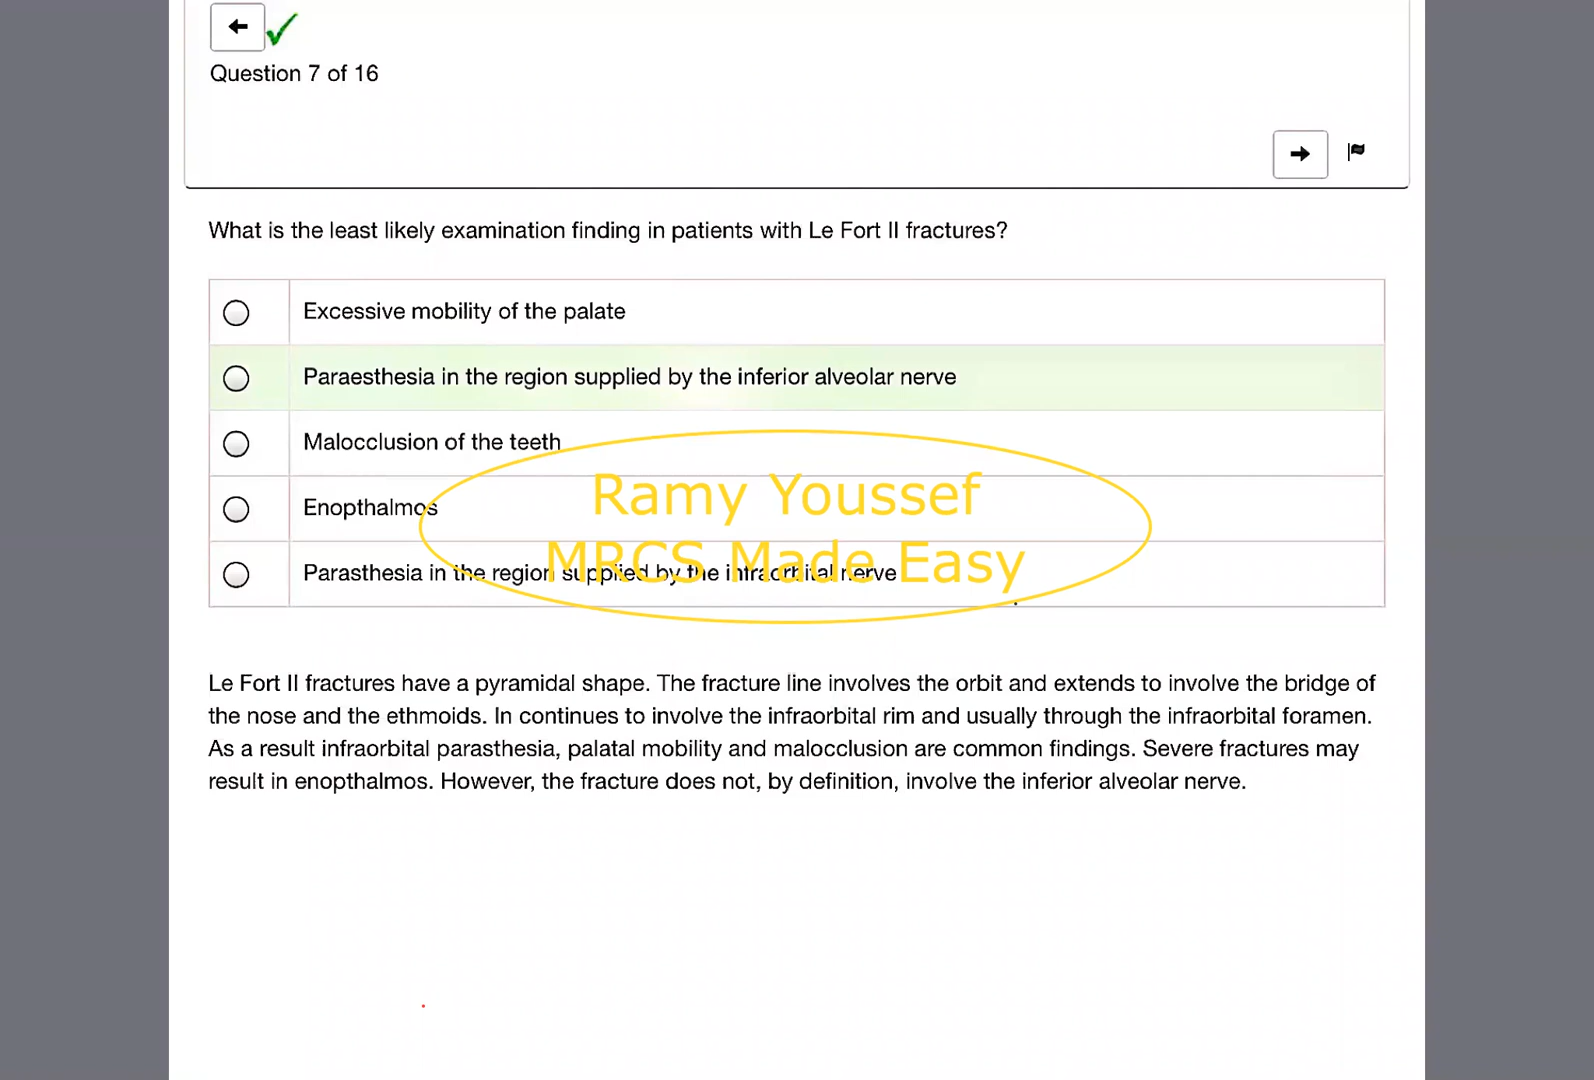 Question 7 of 16
What is the least likely examination finding in patients with Le Fort II fractures?
Excessive mobility of the palate
Paraesthesia in the region supplied by the inferior alveolar nerve
Malocclusion of the teeth
Enopthalmos
Parasthesia in the region supplied by the infraorbital nerve
Ramy Youssef
MRCS Made Easy
Le Fort II fractures have a pyramidal shape. The fracture line involves the orbit and extends to involve the bridge of
the nose and the ethmoids. In continues to involve the infraorbital rim and usually through the infraorbital foramen.
As a result infraorbital parasthesia, palatal mobility and malocclusion are common findings. Severe fractures may
result in enopthalmos. However, the fracture does not, by definition, involve the inferior alveolar nerve.